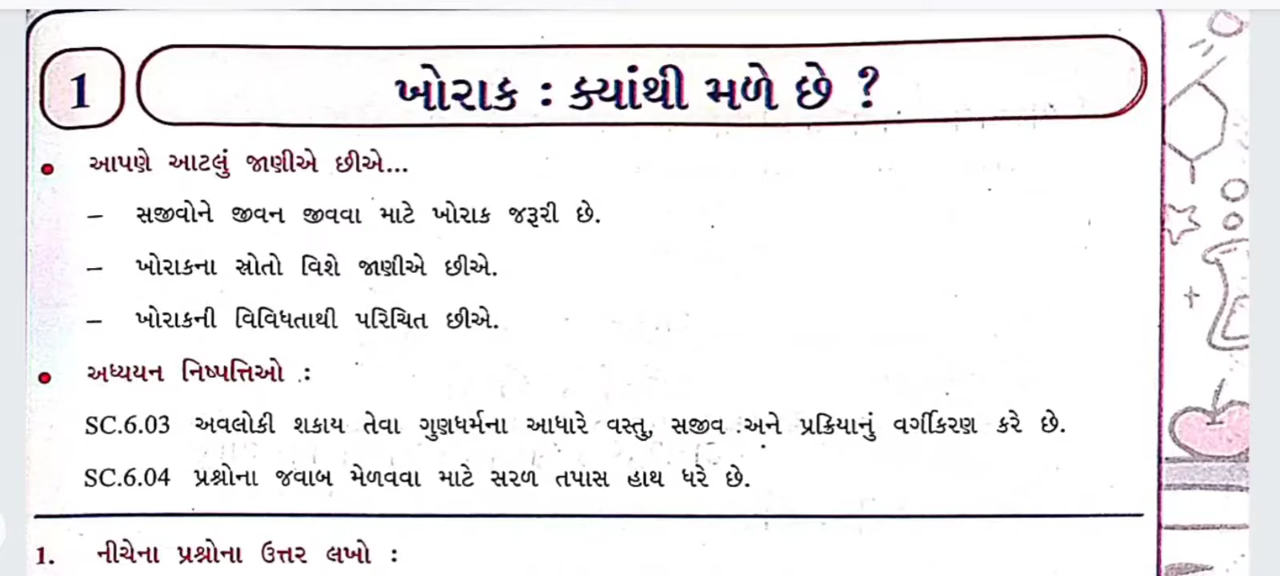 1
ખોરાક : ક્યાંથી મળે છે ?
• આપણે આટલું જાણીએ છીએ...
– સજીવોને જીવન જીવવા માટે ખોરાક જરૂરી છે.
– ખોરાકના સ્રોતો વિશે જાણીએ છીએ.
– ખોરાકની વિવિધતાથી પરિચિત છીએ.
• અધ્યયન નિષ્પત્તિઓ :
SC.6.03 અવલોકી શકાય તેવા ગુણધર્મના આધારે વસ્તુ, સજીવ અને પ્રક્રિયાનું વર્ગીકરણ કરે છે.
SC.6.04 પ્રશ્નોના જવાબ મેળવવા માટે સરળ તપાસ હાથ ધરે છે.
1. નીચેના પ્રશ્નોના ઉત્તર લખો :